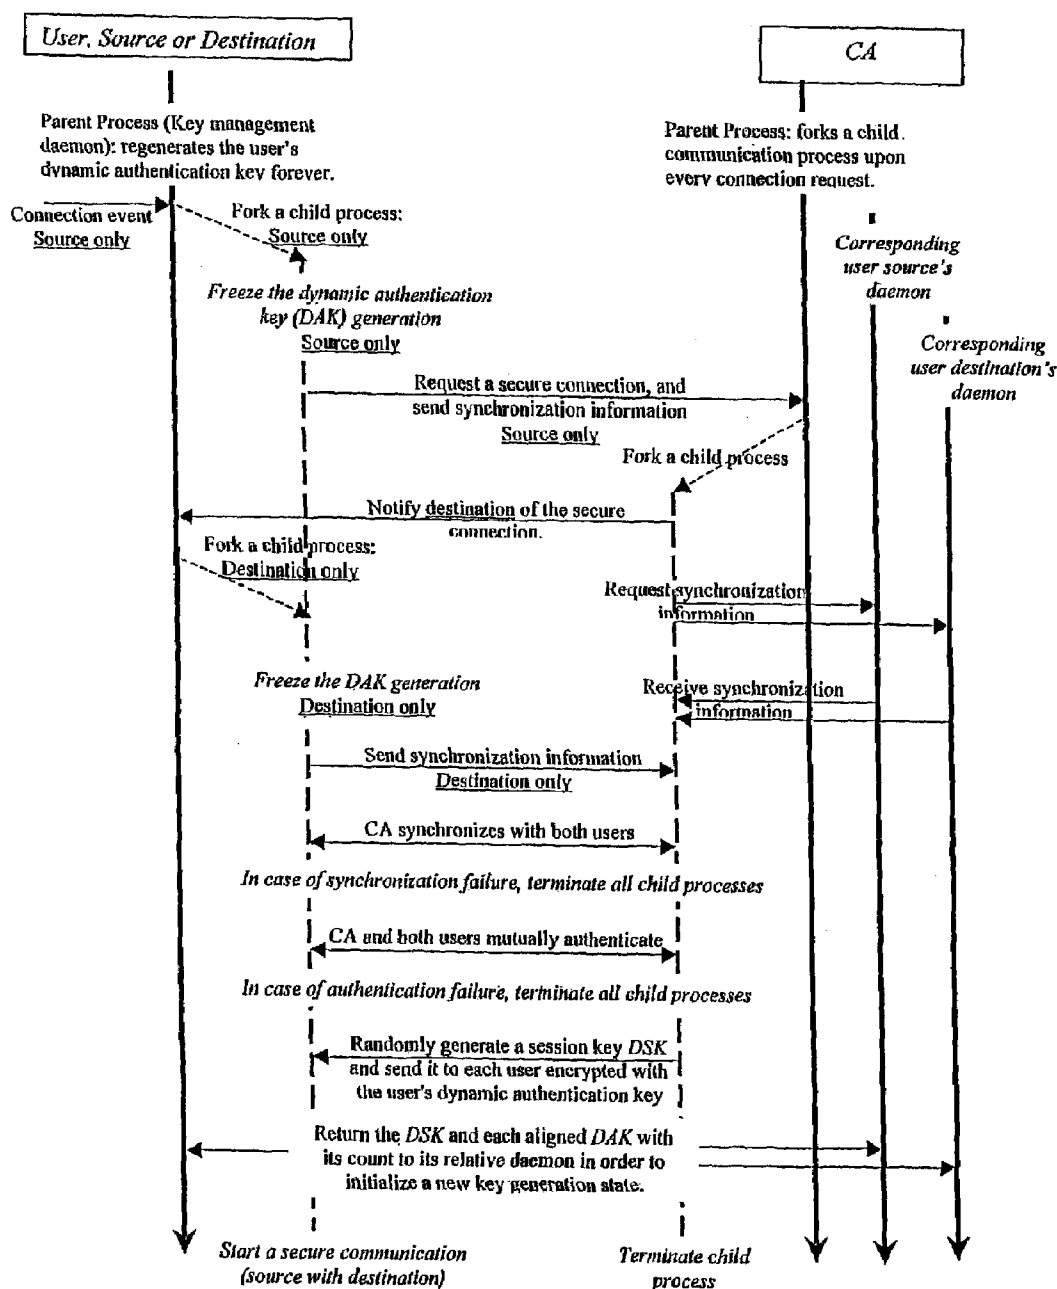 User, Source or Destination
CA
Parent Process (Key management
daemon): regenerates the user's
dynamic authentication key forever.
Parent Process: forks a child
communication process upon
every connection request.
Connection event
Source only
Fork a child process:
Source only
Corresponding
user source's
daemon
Freeze the dynamic authentication
key (DAK) generation
Source only
Corresponding
user destination's
daemon
Request a secure connection, and
send synchronization information
Source only
Fork a child process
Notify destination of the secure
connection.
Fork a child process:
Destination only
Request synchronization
information
Freeze the DAK generation
Destination only
Receive synchronization
information
Send synchronization information
Destination only
CA synchronizes with both users
In case of synchronization failure, terminate all child processes
CA and both users mutually authenticate
In case of authentication failure, terminate all child processes
Randomly generate a session key DSK
and send it to each user encrypted with
the user's dynamic authentication key
Return the DSK and each aligned DAK with
its count to its relative daemon in order to
initialize a new key generation state.
Start a secure communication
(source with destination)
Terminate child
process